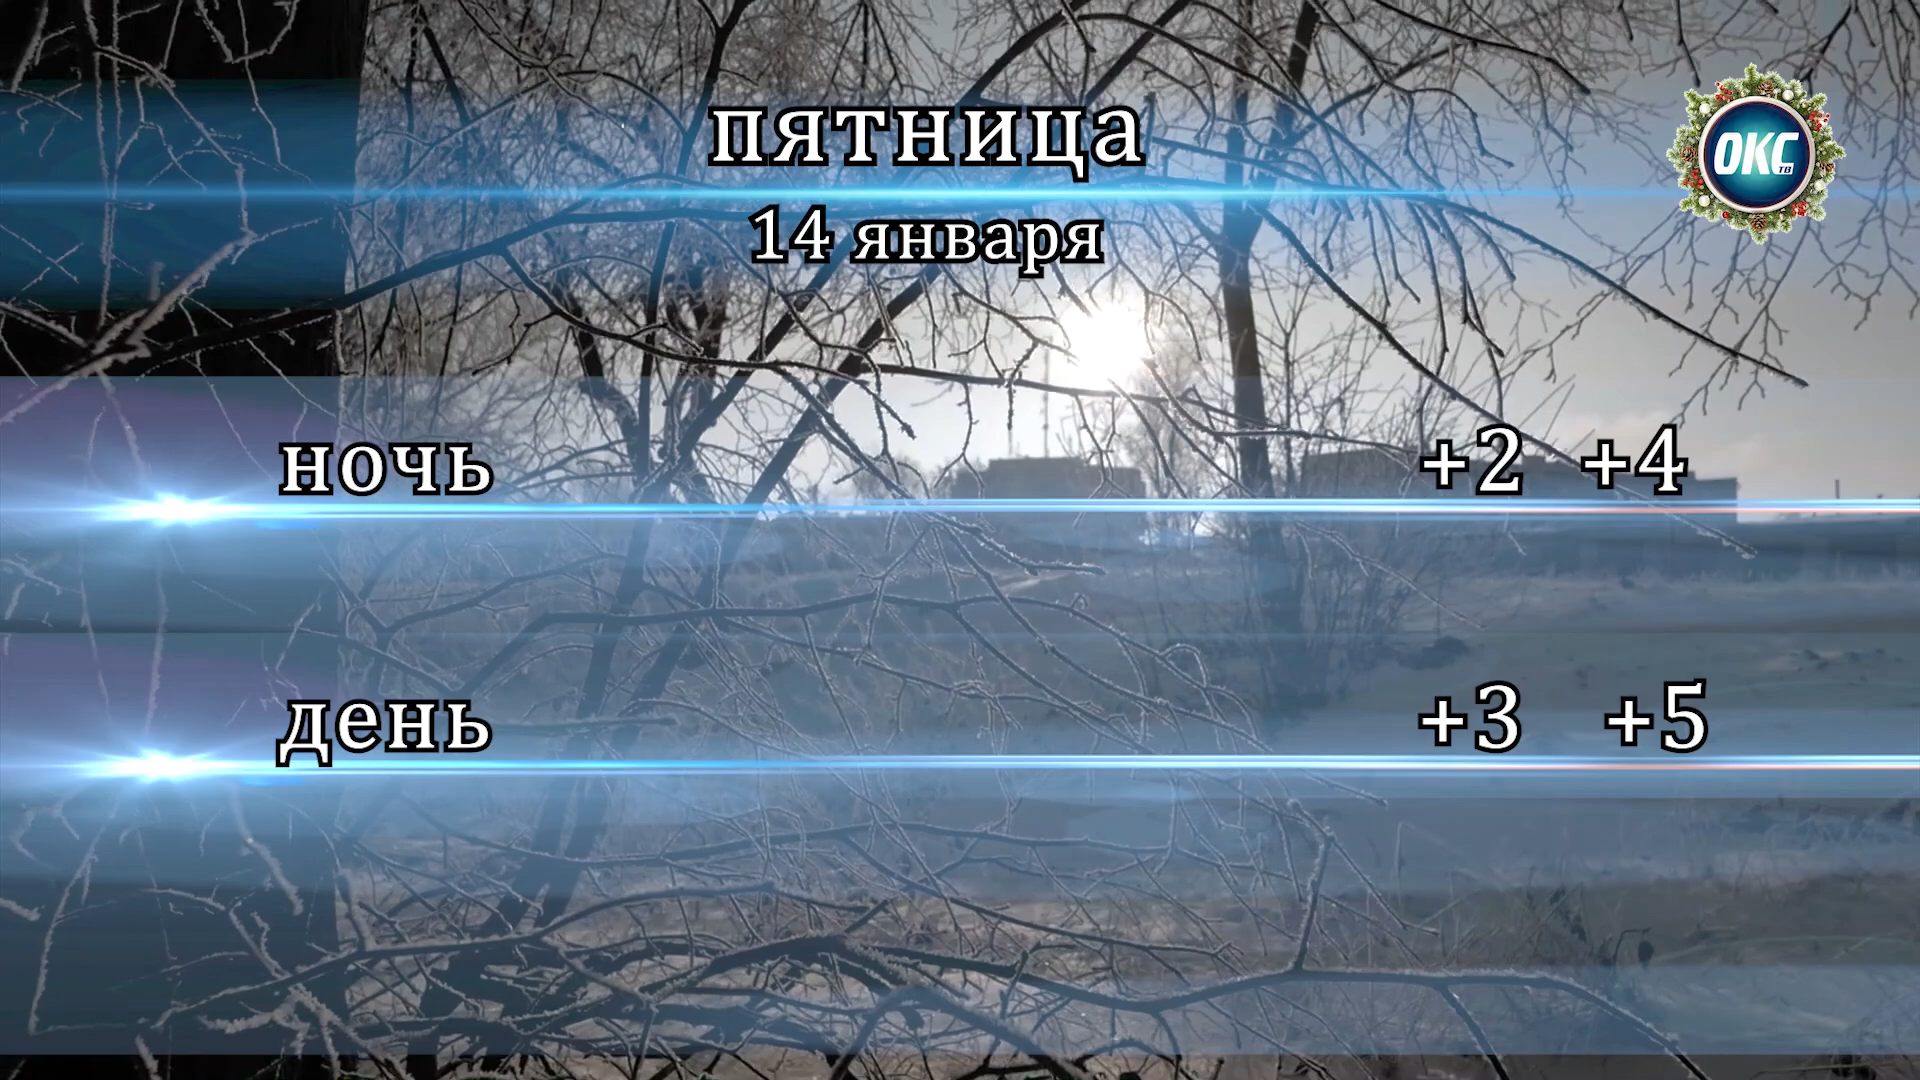 пятница
ОКС
ТВ
14 января
ночь +2 +4
день +3 +5